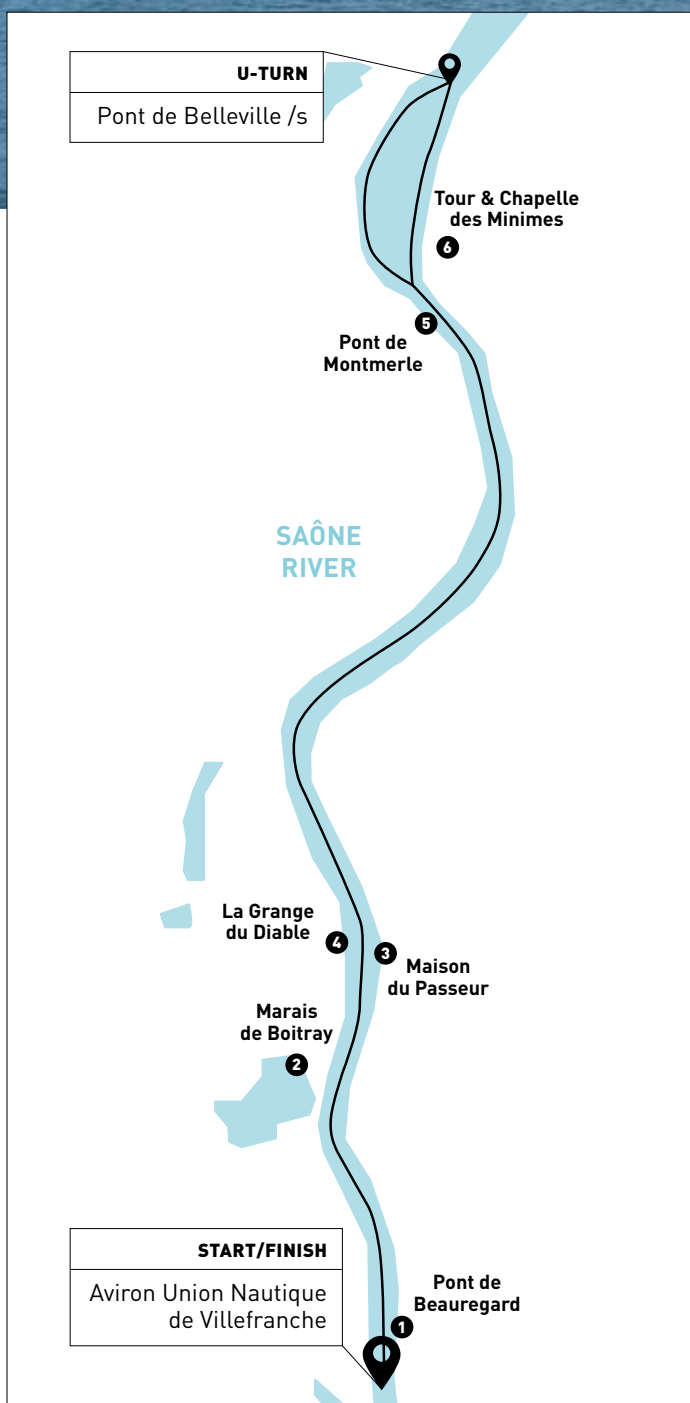 U-TURN
Pont de Belleville /s
Tour & Chapelle
des Minimes
6
5
Pont de
Montmerle
SAÔNE
RIVER
La Grange
du Diable
4
3
Maison
du Passeur
Marais
de Boitray
2
START/FINISH
Aviron Union Nautique
de Villefranche
Pont de
Beauregard
1